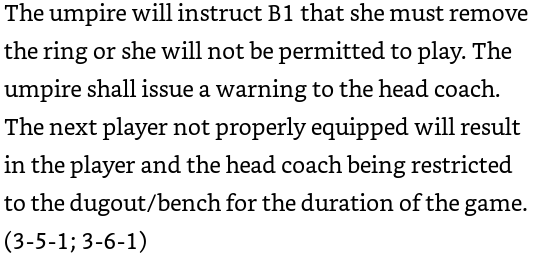 The umpire will instruct B1 that she must remove
the ring or she will not be permitted to play. The
umpire shall issue a warning to the head coach.
The next player not properly equipped will result
in the player and the head coach being restricted
to the dugout/bench for the duration of the game.
(3-5-1; 3-6-1)